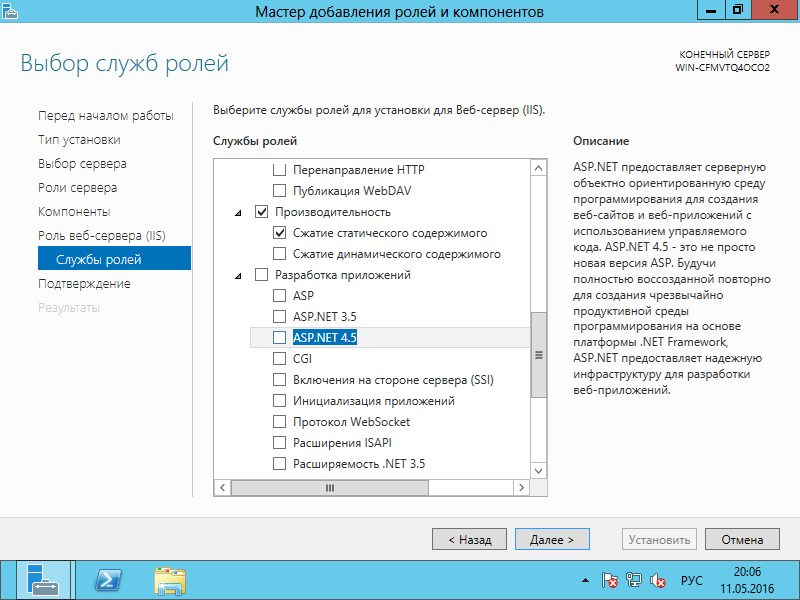 Мастер добавления ролей и компонентов
Выбор служб ролей
КОНЕЧНЫЙ СЕРВЕР
WIN-CFMVTQ4OCO2
Перед началом работы
Тип установки
Выбор сервера
Роли сервера
Компоненты
Роль веб-сервера (IIS)
Службы ролей
Подтверждение
Результаты
Выберите службы ролей для установки для Веб-сервер (IIS).
Службы ролей
Перенаправление HTTP
Публикация WebDAV
Производительность
Сжатие статического содержимого
Сжатие динамического содержимого
Разработка приложений
ASP
ASP.NET 3.5
ASP.NET 4.5
CGI
Включения на стороне сервера (SSI)
Инициализация приложений
Протокол WebSocket
Расширения ISAPI
Расширяемость .NET 3.5
Описание
ASP.NET предоставляет серверную
объектно ориентированную среду
программирования для создания
веб-сайтов и веб-приложений с
использованием управляемого
кода. ASP.NET 4.5 - это не просто
новая версия ASP. Будучи
полностью воссозданной повторно
для создания чрезвычайно
продуктивной среды
программирования на основе
платформы .NET Framework,
ASP.NET предоставляет надежную
инфраструктуру для разработки
веб-приложений.
< Назад
Далее >
Установить
Отмена
РУС
20:06
11.05.2016